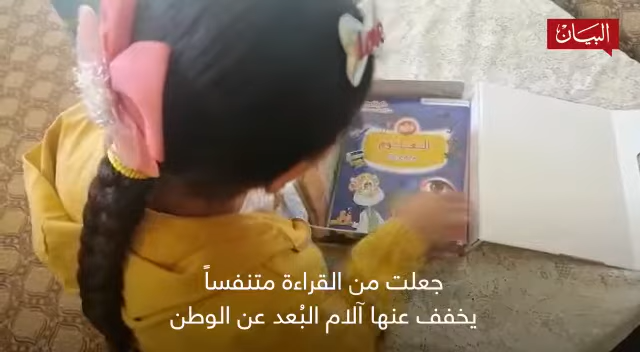 البيان
العلوم
جعلت من القراءة متنفساً
يخفف عنها آلام البُعد عن الوطن